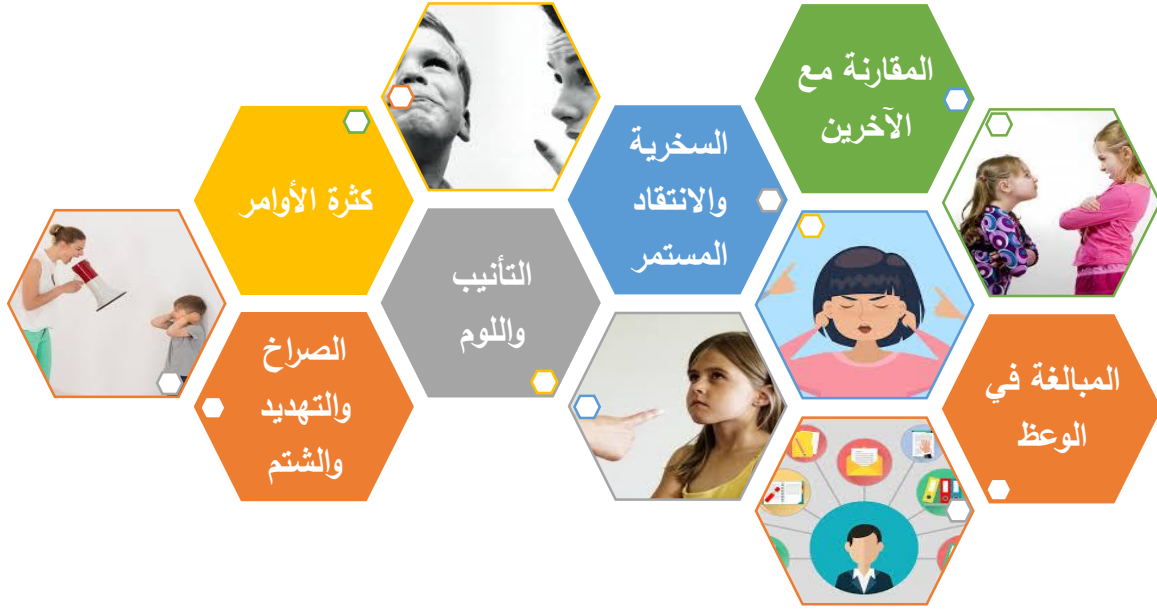 المقارنة مع
الآخرين
السخرية
والانتقاد
المستمر
كثرة الأوامر
التأنيب
واللوم
الصراخ
والتهديد
والشتم
المبالغة في
الوعظ